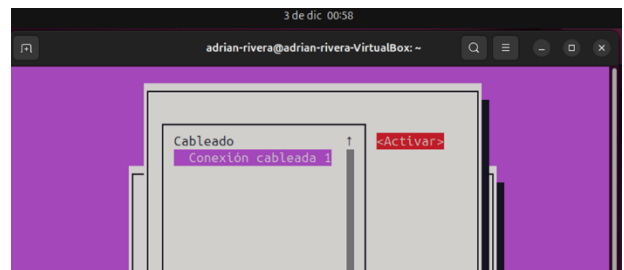 3 de dic 00:58
adrian-rivera@adrian-rivera-VirtualBox: ~
Cableado ↑ <Activar>
Conexión cableada 1